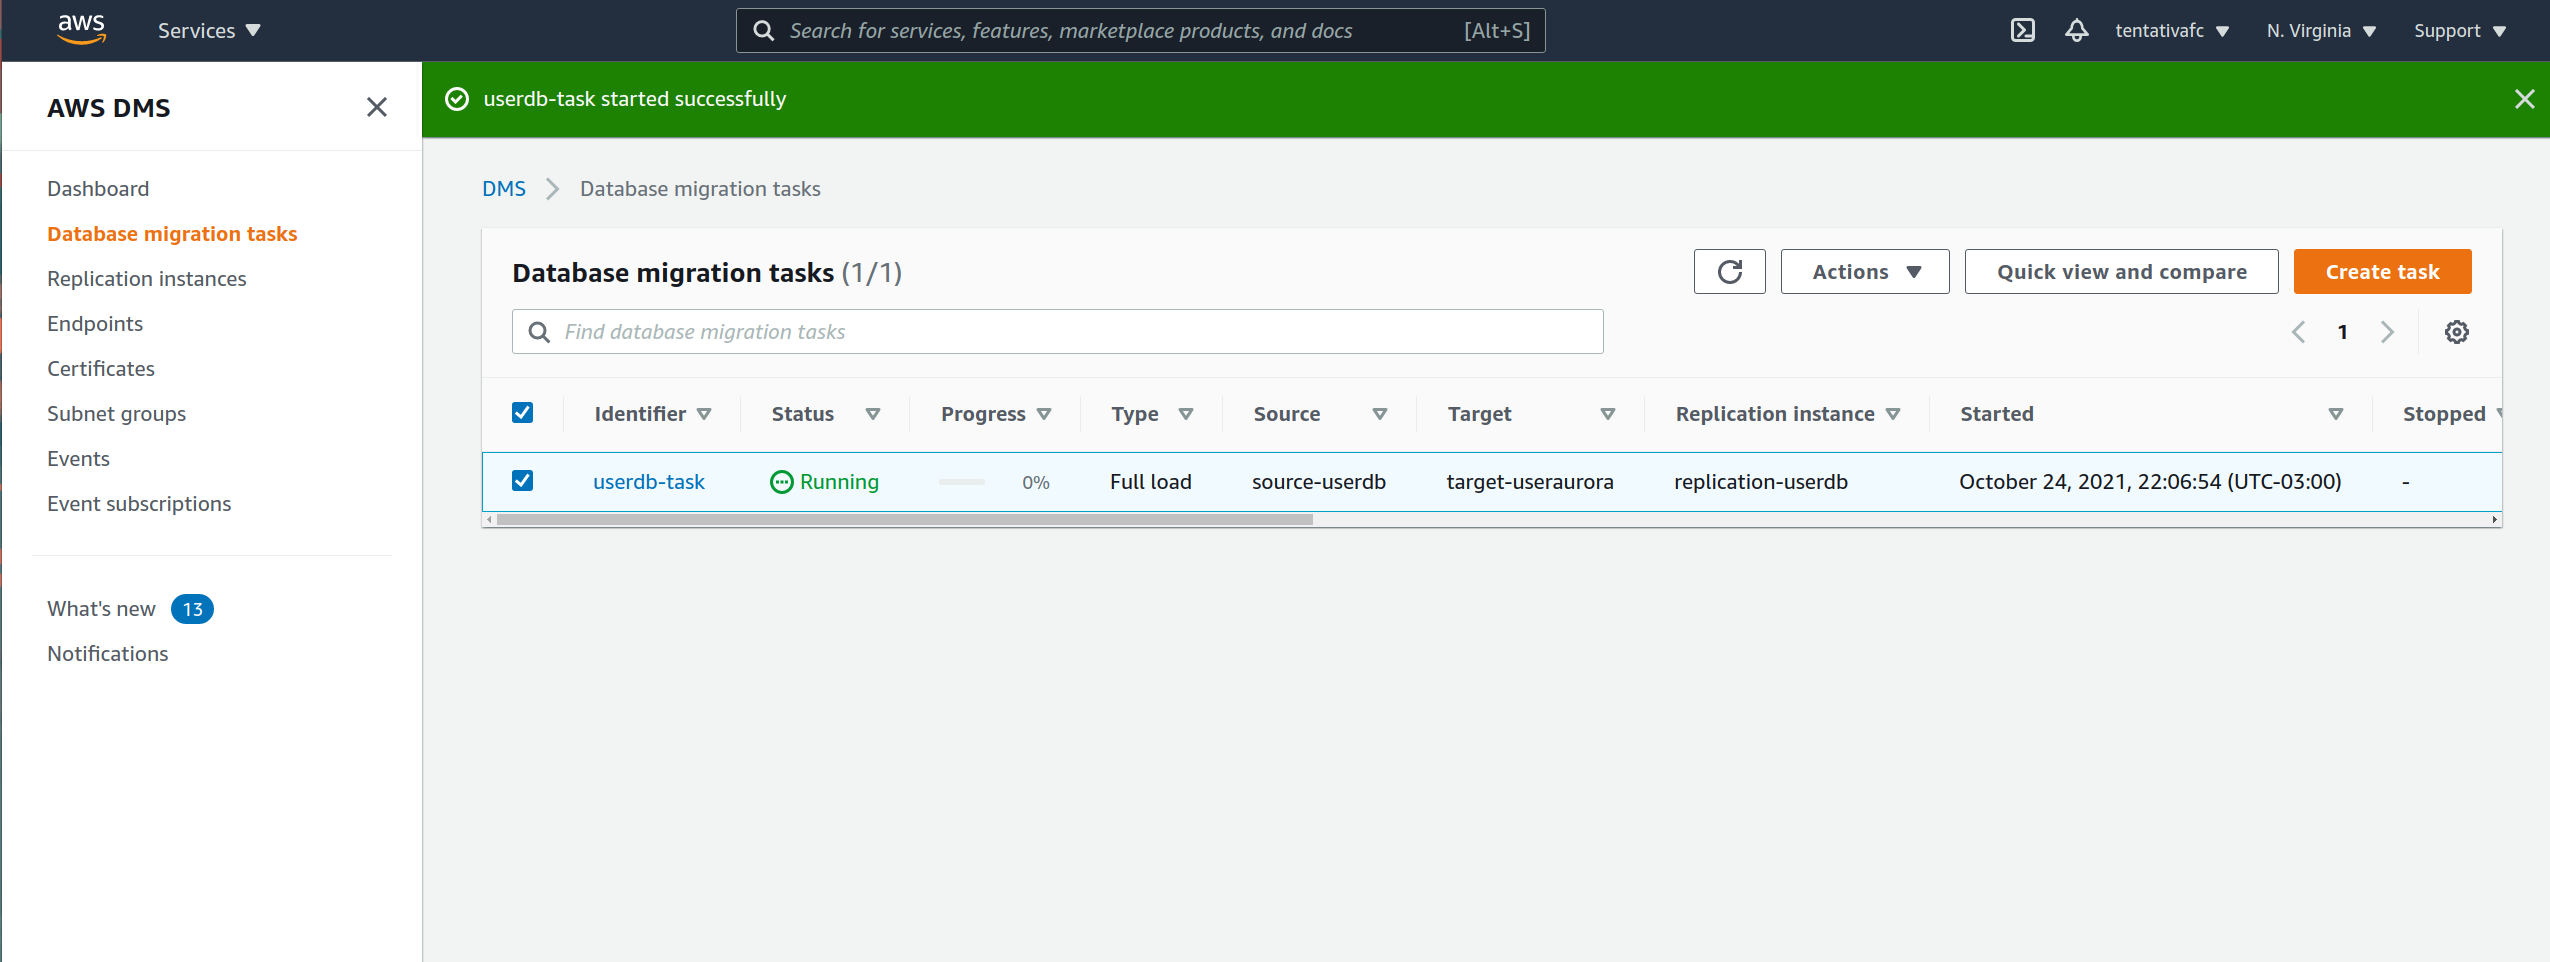 aws Services Search for services, features, marketplace products, and docs [Alt+S] tentativafc N. Virginia Support
AWS DMS
userdb-task started successfully
Dashboard
Database migration tasks
Replication instances
Endpoints
Certificates
Subnet groups
Events
Event subscriptions
What's new 13
Notifications
DMS Database migration tasks
Database migration tasks (1/1) Actions Quick view and compare Create task
Find database migration tasks 1
Identifier Status Progress Type Source Target Replication instance Started Stopped
userdb-task Running 0% Full load source-userdb target-useraurora replication-userdb October 24, 2021, 22:06:54 (UTC-03:00) -